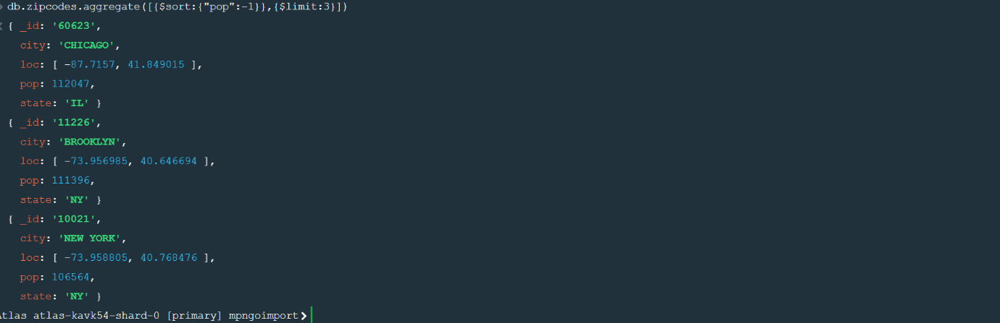 db.zipcodes.aggregate([{$sort:{"pop":-1}},{$limit:3}])
{ _id: '60623',
city: 'CHICAGO',
loc: [ -87.7157, 41.849015 ],
pop: 112047,
state: 'IL' }
{ _id: '11226',
city: 'BROOKLYN',
loc: [ -73.956985, 40.646694 ],
pop: 111396,
state: 'NY' }
{ _id: '10021',
city: 'NEW YORK',
loc: [ -73.958805, 40.768476 ],
pop: 106564,
state: 'NY' }
Atlas atlas-kavk54-shard-0 [primary] mpngoimport>